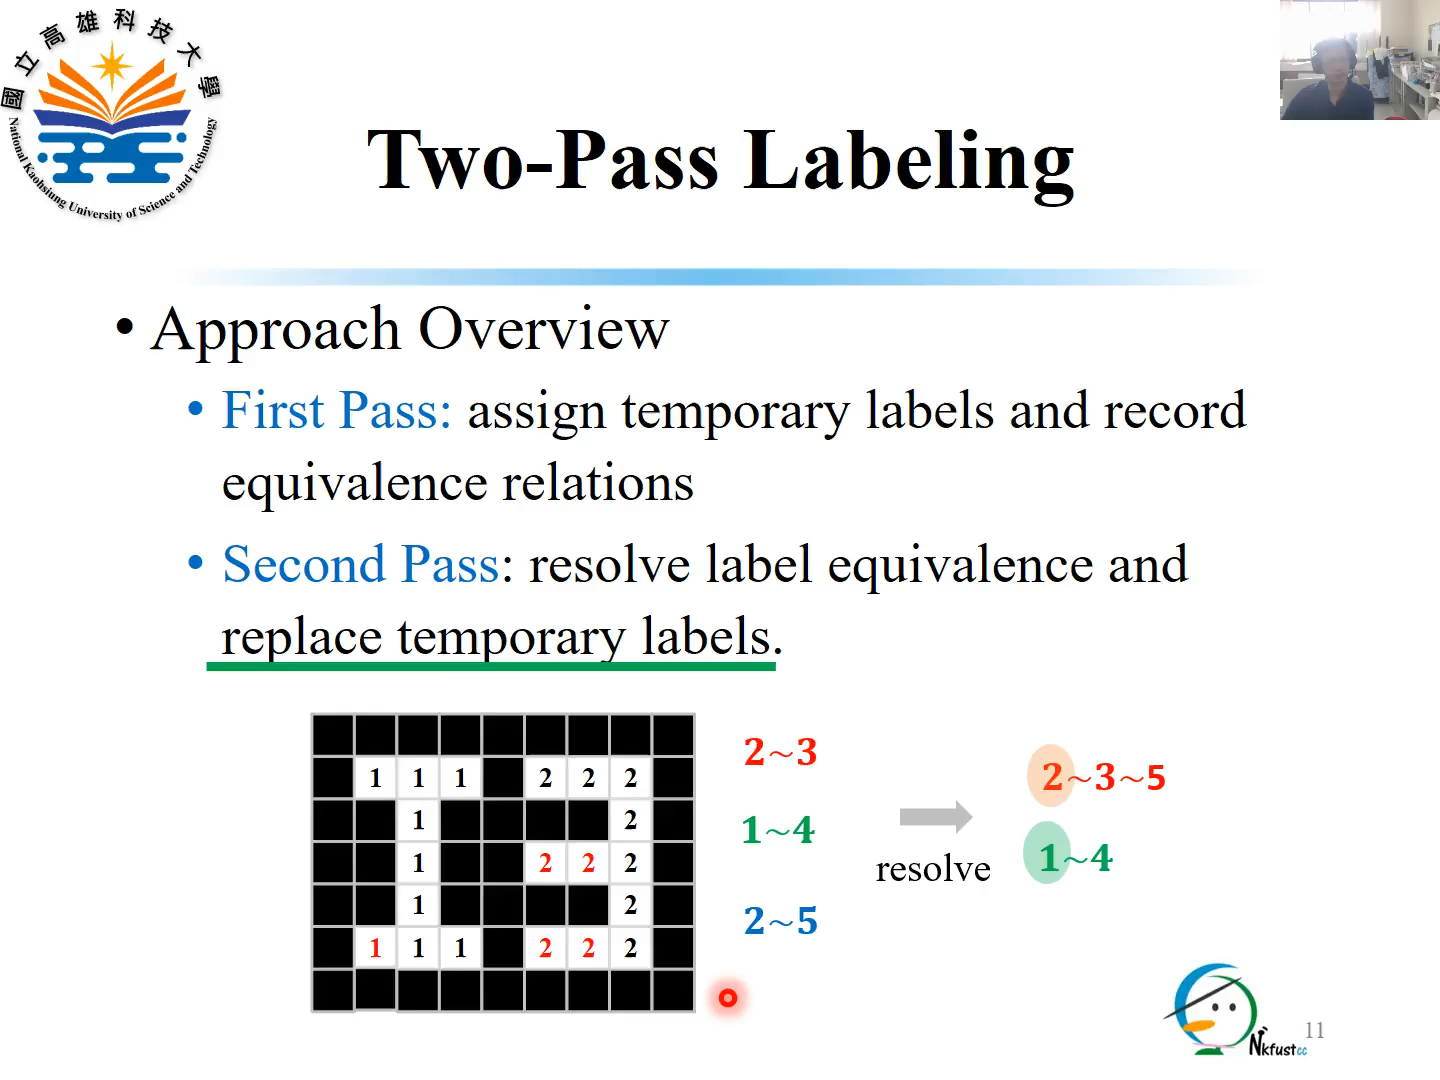 國立高雄科技大學
National Kaohsiung University of Science and Technology
Two-Pass Labeling
• Approach Overview
• First Pass: assign temporary labels and record
equivalence relations
• Second Pass: resolve label equivalence and
replace temporary labels.
1 1 1 2 2 2
1 2
1 2 2 2
1 2
1 1 1 2 2 2
2~3
1~4
2~5
resolve
2~3~5
1~4
Nkfustcc
11